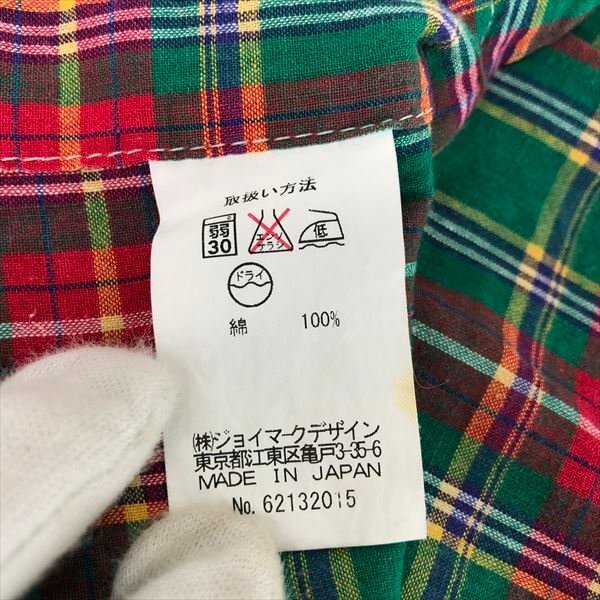 取扱い方法
弱 30 エンソ サラシ 低
ドライ
綿 100%
(株)ジョイマークデザイン
東京都江東区亀戸3-35-6
MADE IN JAPAN
No. 62132015